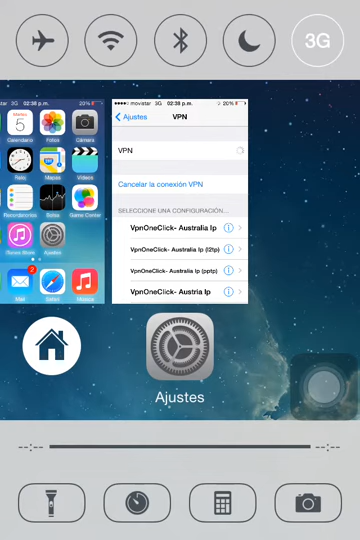 3G
movistar 3G 02:38 p.m. 20%
Martes
5
Calendario Fotos Cámara
Reloj Mapas Videos
Recordatorios Bolsa Game Center
iTunes Store Ajustes
2
Mail Safari Música
movistar 3G 02:38 p.m. 20%
Ajustes VPN
VPN
Cancelar la conexión VPN
SELECCIONE UNA CONFIGURACIÓN...
VpnOneClick- Australia Ip
VpnOneClick- Australia Ip (l2tp)
VpnOneClick- Australia Ip (pptp)
VpnOneClick- Austria Ip
Ajustes